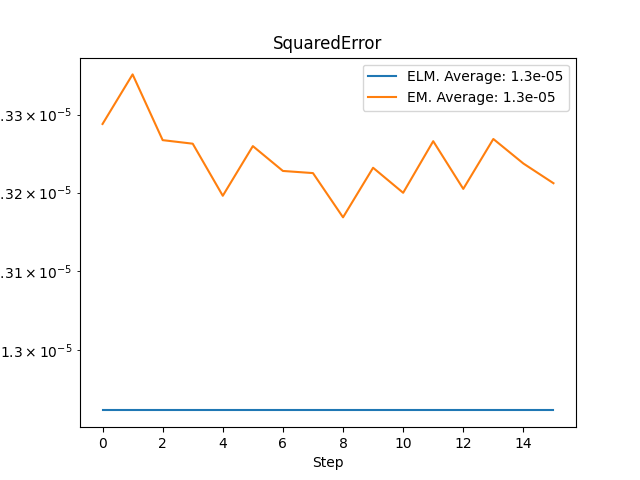 SquaredError
ELM. Average: 1.3e-05
EM. Average: 1.3e-05
.33 × 10⁻⁵
.32 × 10⁻⁵
.31 × 10⁻⁵
1.3 × 10⁻⁵
0 2 4 6 8 10 12 14
Step